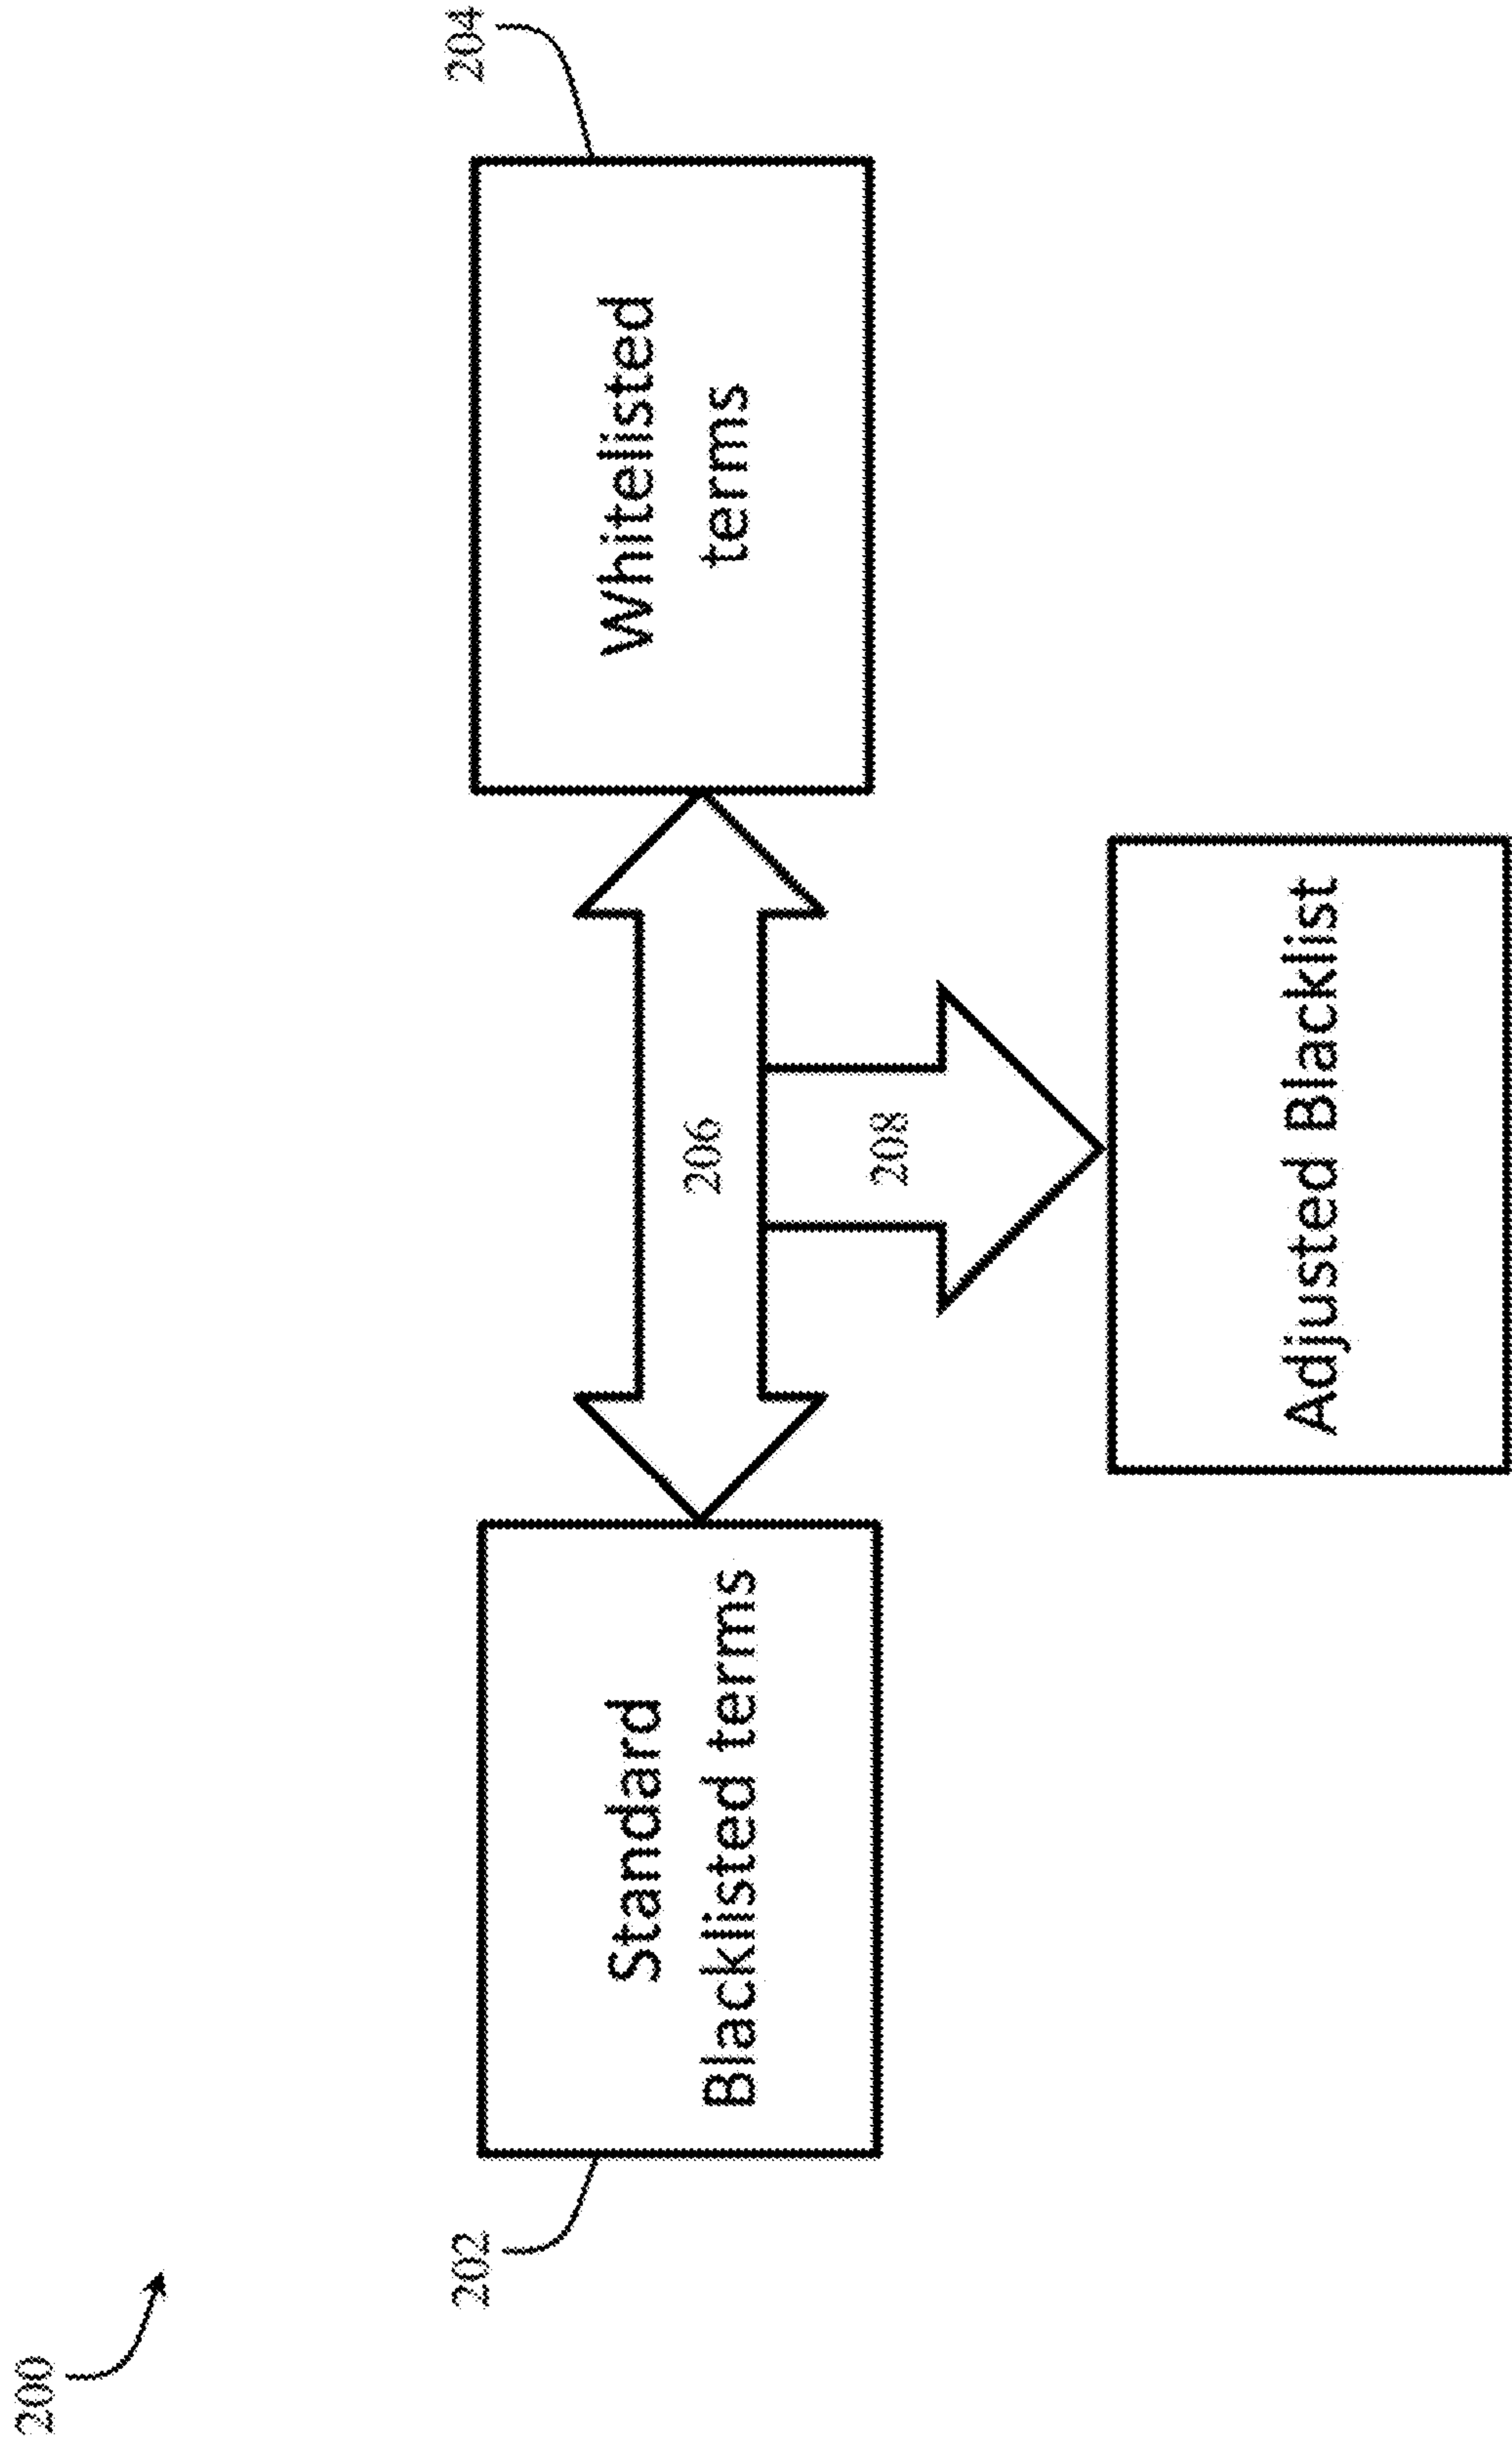 200
202
Standard
Blacklisted terms
206
204
Whitelisted
terms
208
Adjusted Blacklist